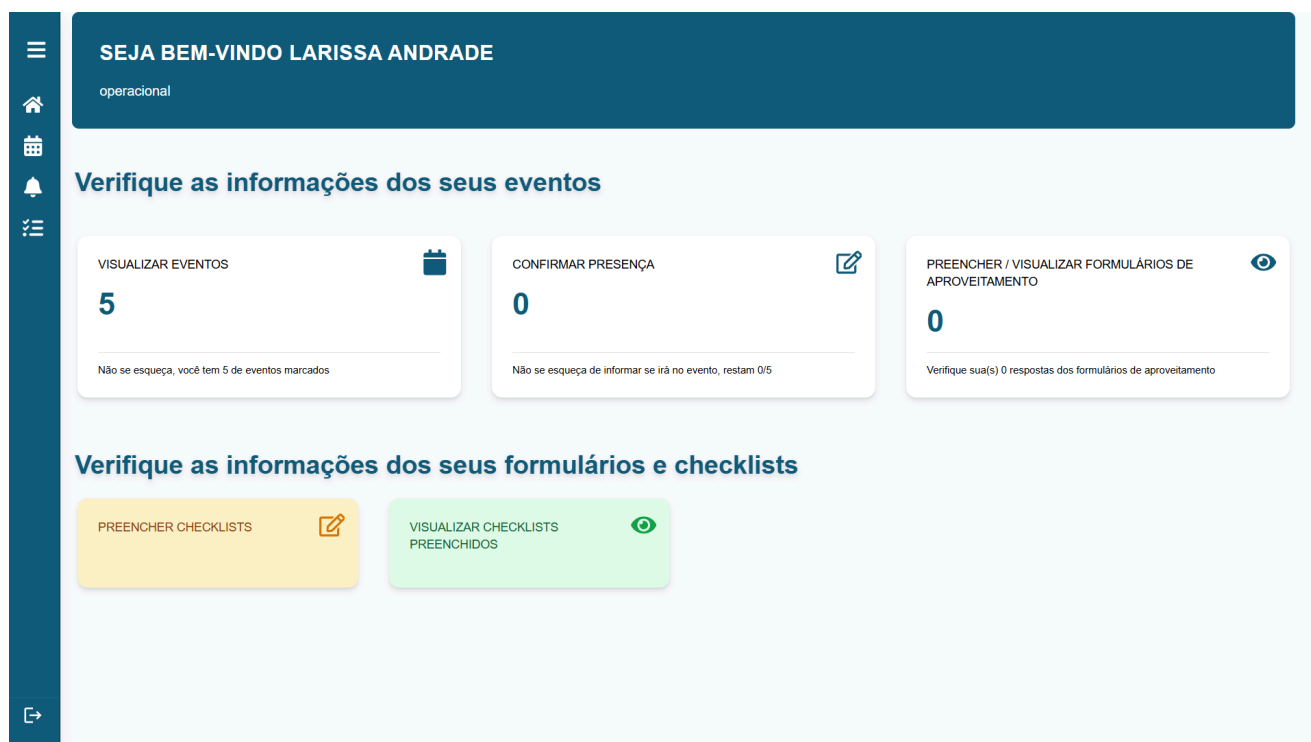 SEJA BEM-VINDO LARISSA ANDRADE
operacional
Verifique as informações dos seus eventos
VISUALIZAR EVENTOS
5
Não se esqueça, você tem 5 de eventos marcados
CONFIRMAR PRESENÇA
0
Não se esqueça de informar se irá no evento, restam 0/5
PREENCHER / VISUALIZAR FORMULÁRIOS DE
APROVEITAMENTO
0
Verifique sua(s) 0 respostas dos formulários de aproveitamento
Verifique as informações dos seus formulários e checklists
PREENCHER CHECKLISTS
VISUALIZAR CHECKLISTS
PREENCHIDOS